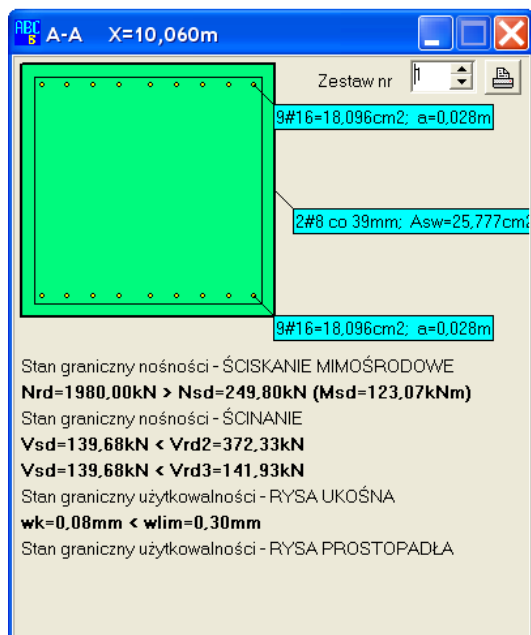 ABC
B
A-A X=10,060m
Zestaw nr
9#16=18,096cm2; a=0,028m
2#8 co 39mm; Asw=25,777cm2
9#16=18,096cm2; a=0,028m
Stan graniczny nośności - ŚCISKANIE MIMOŚRODOWE
Nrd=1980,00kN > Nsd=249,80kN (Msd=123,07kNm)
Stan graniczny nośności - ŚCINANIE
Vsd=139,68kN < Vrd2=372,33kN
Vsd=139,68kN < Vrd3=141,93kN
Stan graniczny użytkowalności - RYSA UKOŚNA
wk=0,08mm < wlim=0,30mm
Stan graniczny użytkowalności - RYSA PROSTOPADŁA